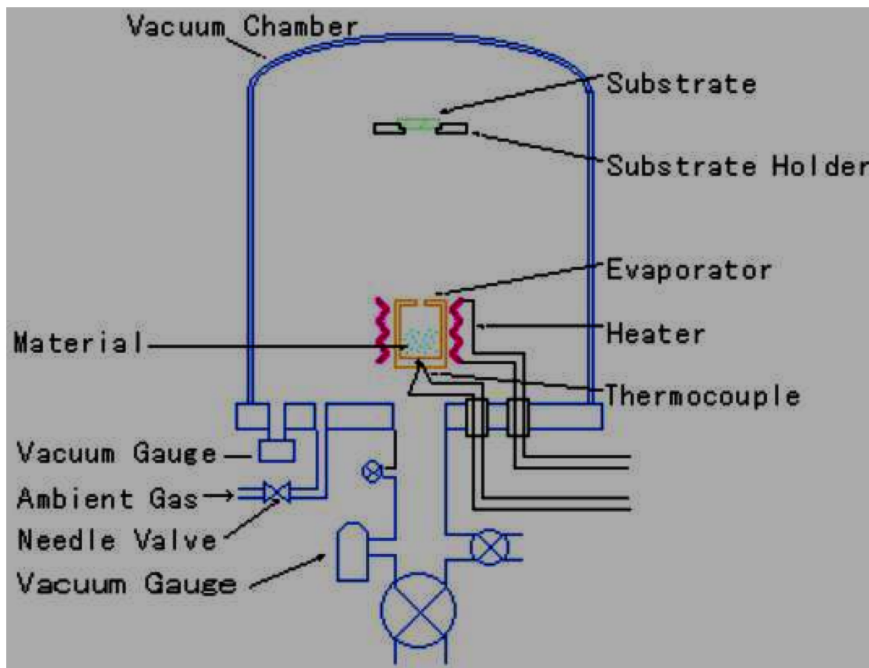 Vacuum Chamber
Substrate
Substrate Holder
Evaporator
Heater
Material
Thermocouple
Vacuum Gauge
Ambient Gas
Needle Valve
Vacuum Gauge